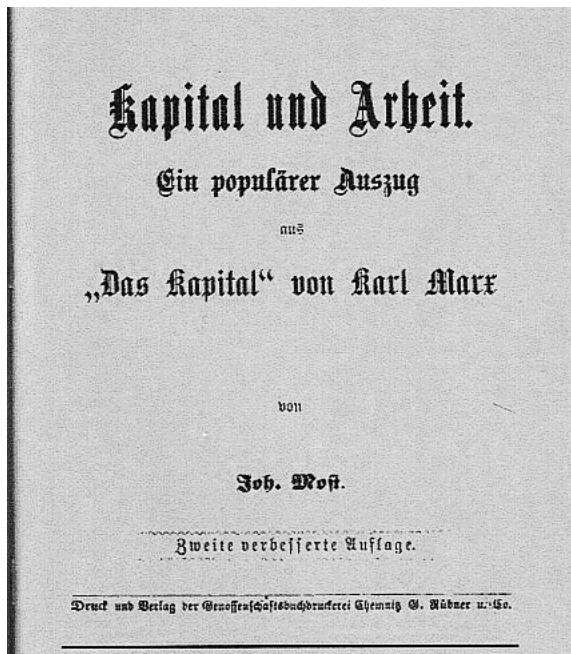 Kapital und Arbeit.
Ein populärer Auszug
aus
„Das Kapital“ von Karl Marx
von
Joh. Most.
Zweite verbesserte Auflage.
Druck und Verlag der Genossenschaftsbuchdruckerei Chemnitz G. Rübner u. Co.